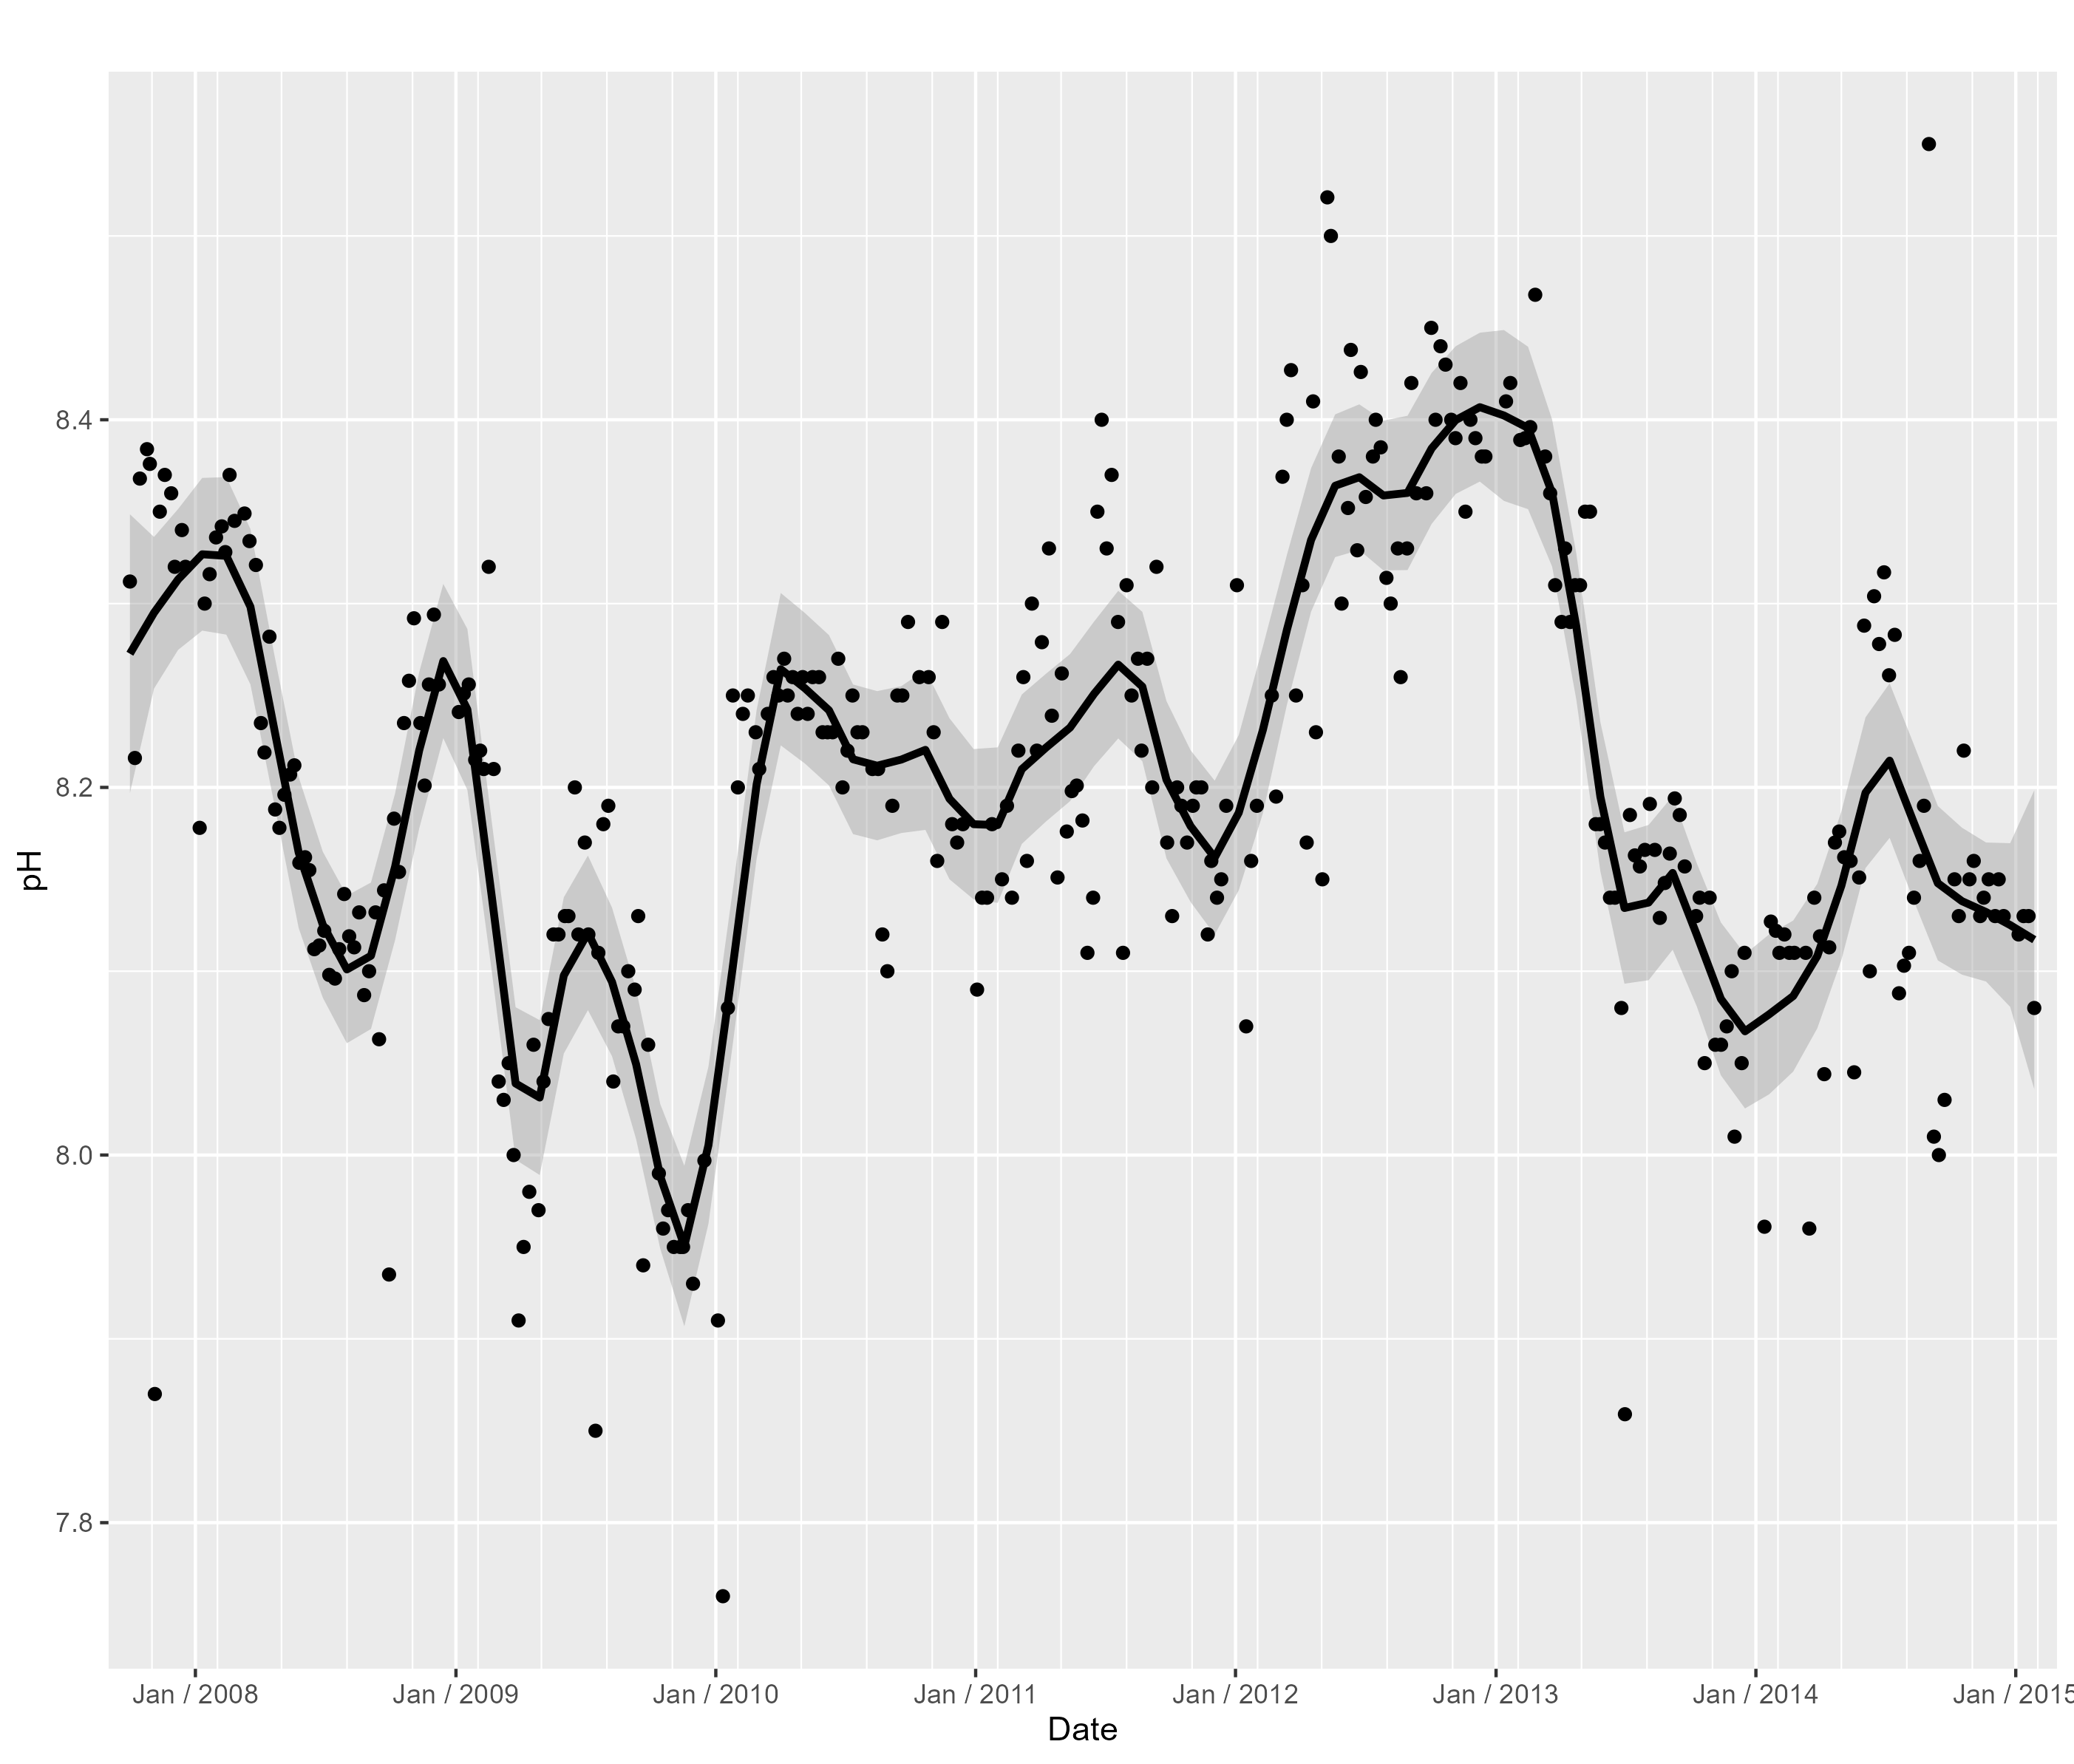 8.4
8.2
8.0
7.8
pH
Jan / 2008
Jan / 2009
Jan / 2010
Jan / 2011
Jan / 2012
Jan / 2013
Jan / 2014
Jan / 2015
Date